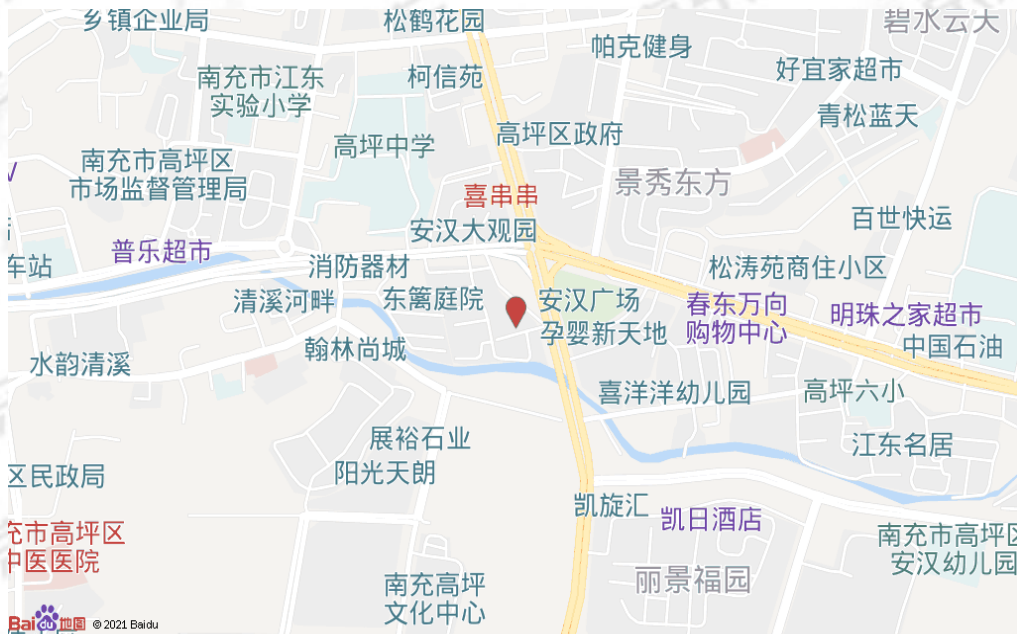 乡镇企业局
松鹤花园
碧水云天
帕克健身
好宜家超市
南充市江东
实验小学
柯信苑
青松蓝天
高坪中学
高坪区政府
南充市高坪区
市场监督管理局
景秀东方
喜串串
百世快运
安汉大观园
普乐超市
车站
消防器材
松涛苑商住小区
清溪河畔
东篱庭院
安汉广场
春东万向
购物中心
明珠之家超市
孕婴新天地
中国石油
水韵清溪
翰林尚城
喜洋洋幼儿园
高坪六小
展裕石业
江东名居
区民政局
阳光天朗
凯旋汇
凯日酒店
充市高坪区
中医医院
南充市高坪区
安汉幼儿园
丽景福园
南充高坪
文化中心
Bai du 地图 © 2021 Baidu